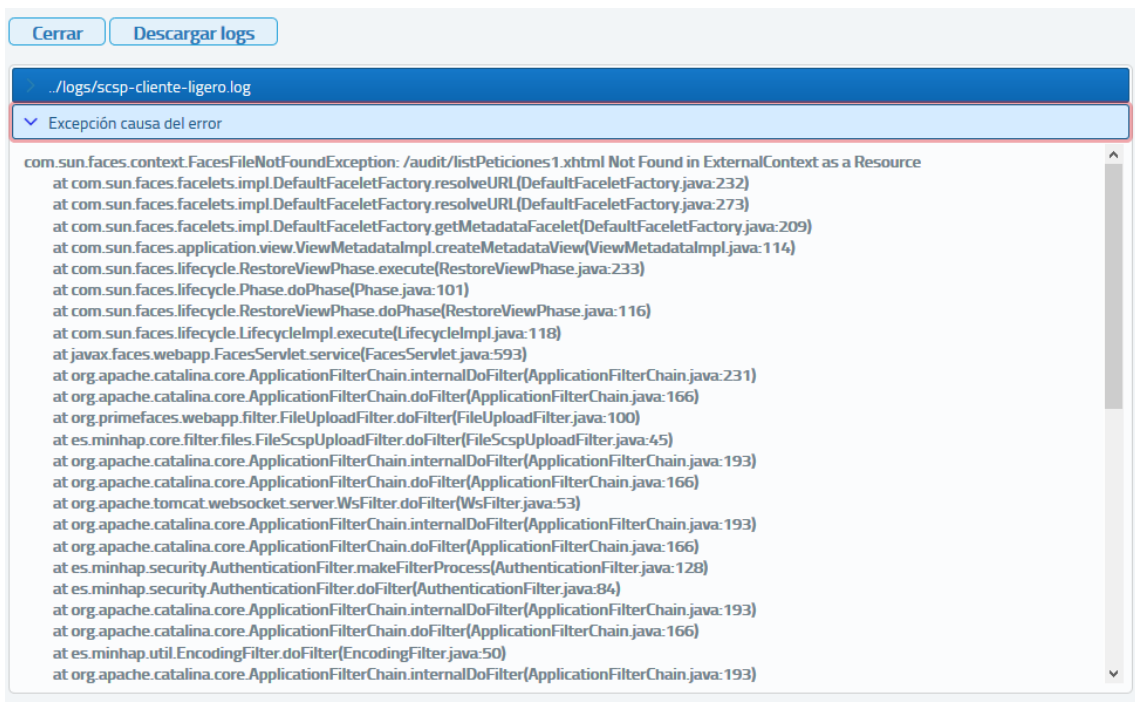 Cerrar
Descargar logs
../logs/scsp-cliente-ligero.log
Excepción causa del error
com.sun.faces.context.FacesFileNotFoundException: /audit/listPeticiones1.xhtml Not Found in ExternalContext as a Resource
at com.sun.faces.facelets.impl.DefaultFaceletFactory.resolveURL(DefaultFaceletFactory.java:232)
at com.sun.faces.facelets.impl.DefaultFaceletFactory.resolveURL(DefaultFaceletFactory.java:273)
at com.sun.faces.facelets.impl.DefaultFaceletFactory.getMetadataFacelet(DefaultFaceletFactory.java:209)
at com.sun.faces.application.view.ViewMetadataImpl.createMetadataView(ViewMetadataImpl.java:114)
at com.sun.faces.lifecycle.RestoreViewPhase.execute(RestoreViewPhase.java:233)
at com.sun.faces.lifecycle.Phase.doPhase(Phase.java:101)
at com.sun.faces.lifecycle.RestoreViewPhase.doPhase(RestoreViewPhase.java:116)
at com.sun.faces.lifecycle.LifecycleImpl.execute(LifecycleImpl.java:118)
at javax.faces.webapp.FacesServlet.service(FacesServlet.java:593)
at org.apache.catalina.core.ApplicationFilterChain.internalDoFilter(ApplicationFilterChain.java:231)
at org.apache.catalina.core.ApplicationFilterChain.doFilter(ApplicationFilterChain.java:166)
at org.primefaces.webapp.filter.FileUploadFilter.doFilter(FileUploadFilter.java:100)
at es.minhap.core.filter.files.FileScspUploadFilter.doFilter(FileScspUploadFilter.java:45)
at org.apache.catalina.core.ApplicationFilterChain.internalDoFilter(ApplicationFilterChain.java:193)
at org.apache.catalina.core.ApplicationFilterChain.doFilter(ApplicationFilterChain.java:166)
at org.apache.tomcat.websocket.server.WsFilter.doFilter(WsFilter.java:53)
at org.apache.catalina.core.ApplicationFilterChain.internalDoFilter(ApplicationFilterChain.java:193)
at org.apache.catalina.core.ApplicationFilterChain.doFilter(ApplicationFilterChain.java:166)
at es.minhap.security.AuthenticationFilter.makeFilterProcess(AuthenticationFilter.java:128)
at es.minhap.security.AuthenticationFilter.doFilter(AuthenticationFilter.java:84)
at org.apache.catalina.core.ApplicationFilterChain.internalDoFilter(ApplicationFilterChain.java:193)
at org.apache.catalina.core.ApplicationFilterChain.doFilter(ApplicationFilterChain.java:166)
at es.minhap.util.EncodingFilter.doFilter(EncodingFilter.java:50)
at org.apache.catalina.core.ApplicationFilterChain.internalDoFilter(ApplicationFilterChain.java:193)